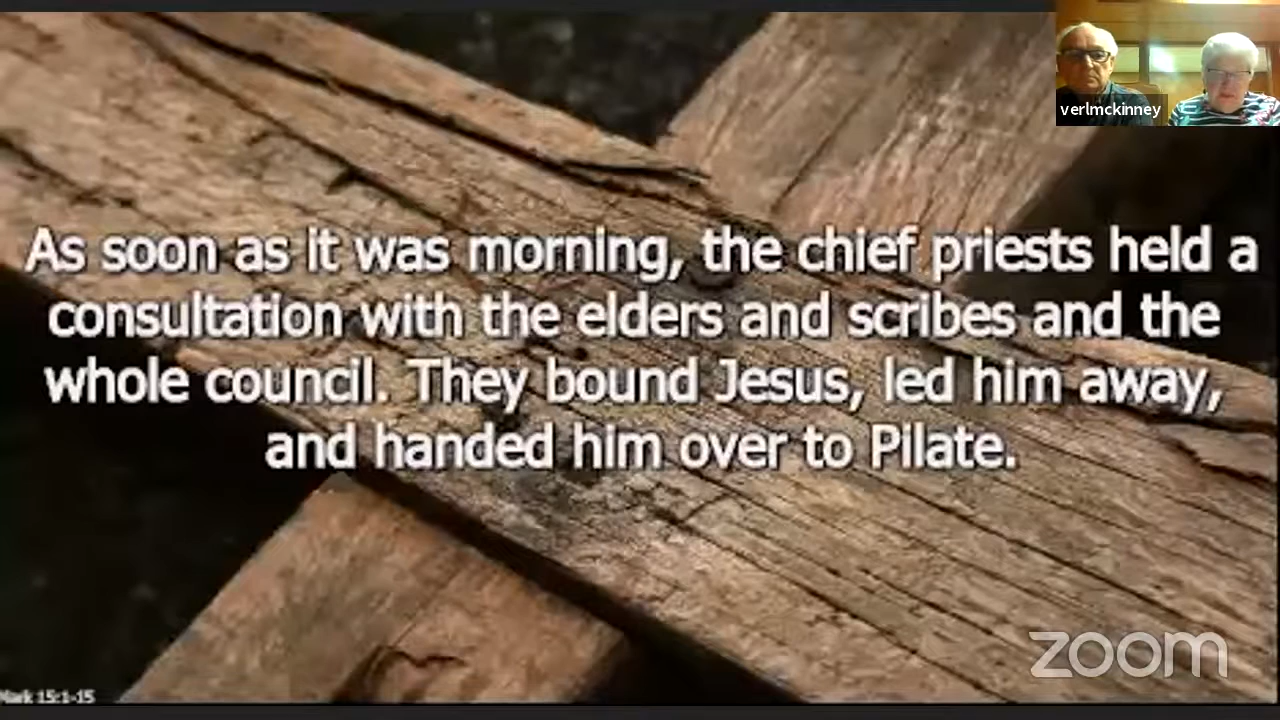 verlmckinney
As soon as it was morning, the chief priests held a
consultation with the elders and scribes and the
whole council. They bound Jesus, led him away,
and handed him over to Pilate.
zoom
Mark 15:1-15